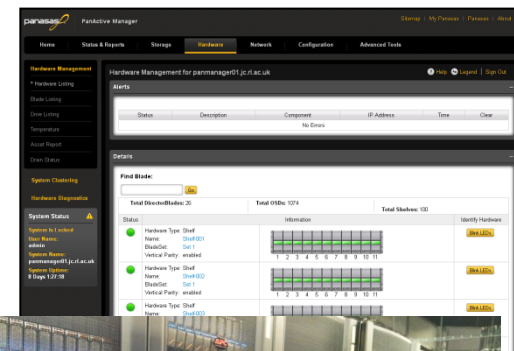 panasas
PanActive Manager
Sitemap | My Panasas | Panasas | About
Home Status & Reports Storage Hardware Network Configuration Advanced Tools
Hardware Management
* Hardware Listing
Blade Listing
Drive Listing
Temperature
Asset Report
Drain Status
System Clustering
Hardware Diagnostics
System Status
System Is Locked
User Name:
admin
System Name:
panmanager01.jc.rl.ac.uk
System Uptime:
8 Days 1:27:18
Hardware Management for panmanager01.jc.rl.ac.uk
Help Legend | Sign Out
Alerts
Status Description Component IP Address Time Clear
No Errors
Details
Find Blade:
Go
Total DirectorBlades: 26 Total OSDs: 1074 Total Shelves: 100
Status Information Identify Hardware
Hardware Type: Shelf
Name: Shelf-001
BladeSet: Set 1
Vertical Parity: enabled
1 2 3 4 5 6 7 8 9 10 11
Blink LEDs
Hardware Type: Shelf
Name: Shelf-002
BladeSet: Set 1
Vertical Parity: enabled
1 2 3 4 5 6 7 8 9 10 11
Blink LEDs
Hardware Type: Shelf
Name: Shelf-003
Blink LEDs